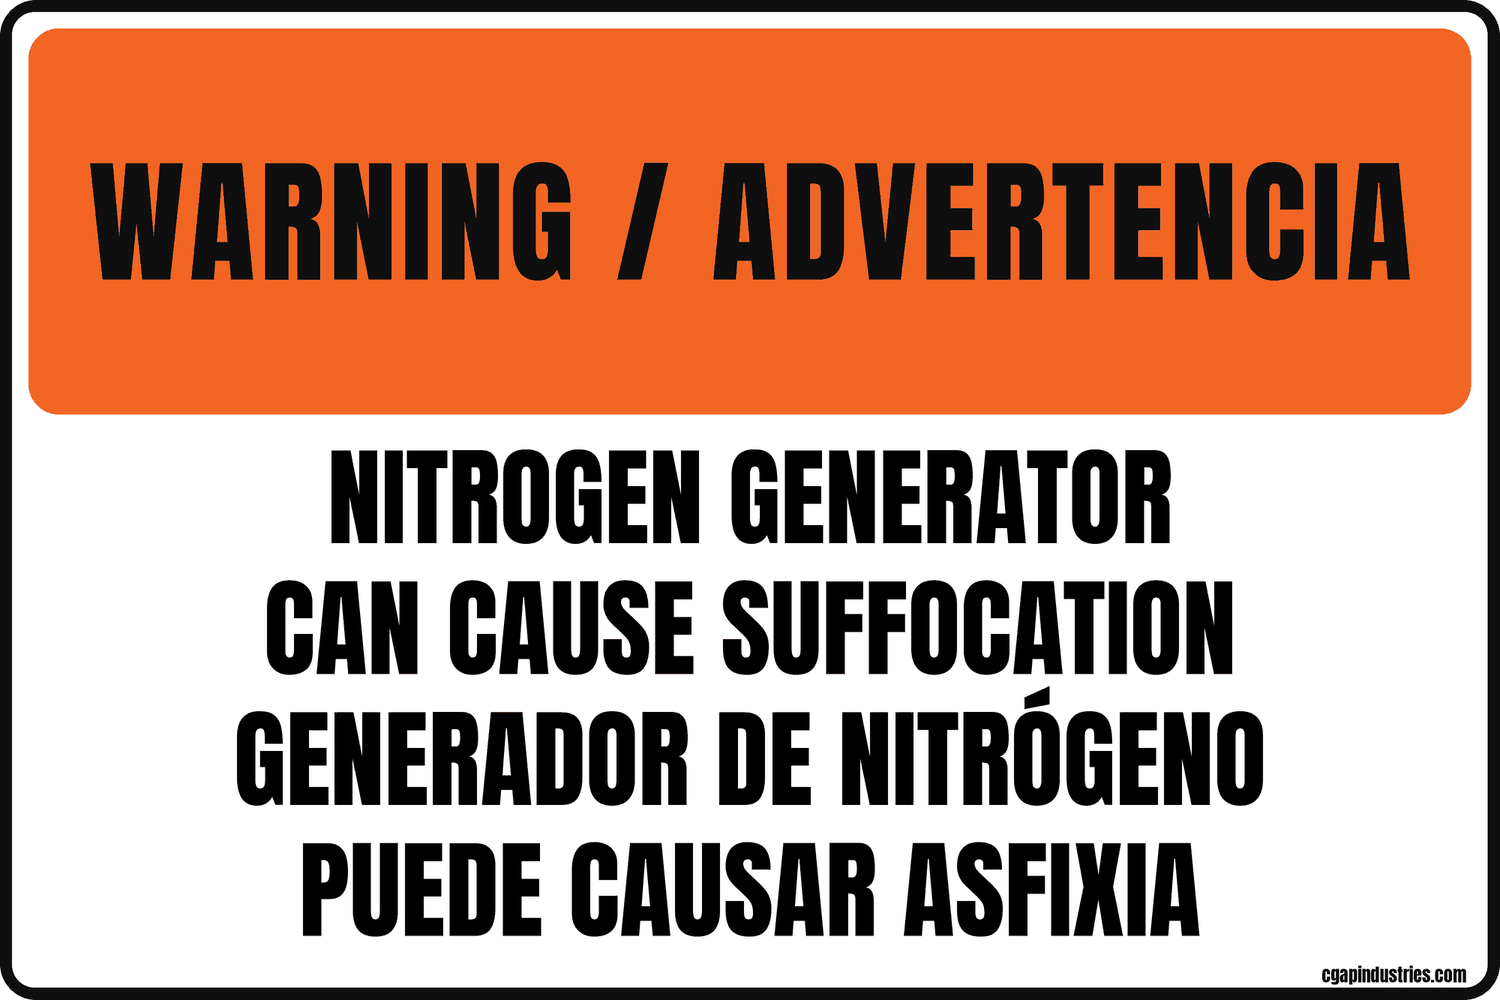 WARNING / ADVERTENCIA
NITROGEN GENERATOR
CAN CAUSE SUFFOCATION
GENERADOR DE NITRÓGENO
PUEDE CAUSAR ASFIXIA
cgapindustries.com